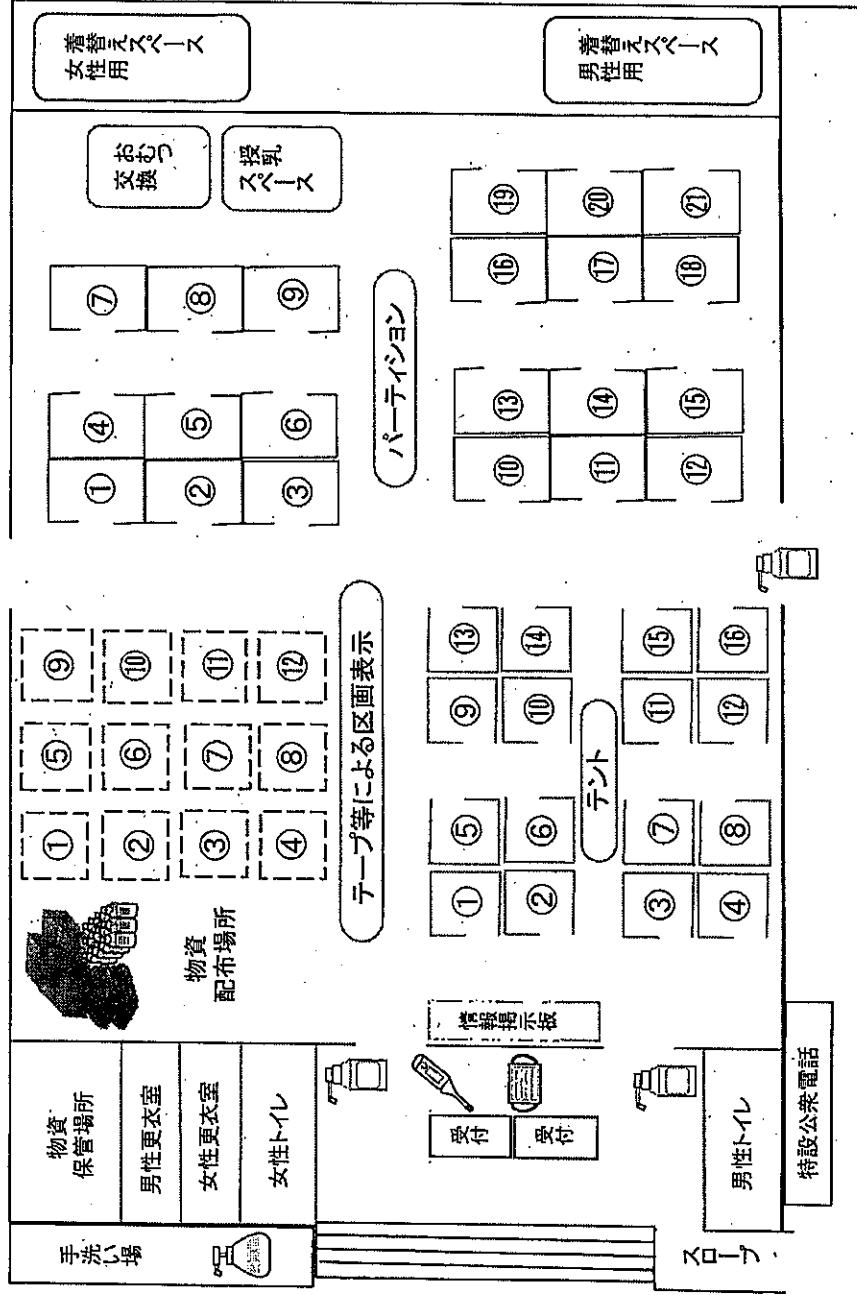 スロープ
手洗い場
特設公衆電話
男性トイレ
受付
受付
女性トイレ
女性更衣室
男性更衣室
物資
保管場所
情報掲示板
物資
配布場所
テント
④ ③ ② ①
⑧ ⑦ ⑥ ⑤
⑫ ⑪ ⑩ ⑨
⑯ ⑮ ⑭ ⑬
テープ等による区画表示
④ ③ ② ①
⑧ ⑦ ⑥ ⑤
⑫ ⑪ ⑩ ⑨
パーティション
⑫ ⑪ ⑩
⑮ ⑭ ⑬
⑱ ⑰ ⑯
㉑ ⑳ ⑲
③ ② ①
⑥ ⑤ ④
⑨ ⑧ ⑦
授乳
スペース
おむつ
交換
男性用
着替えスペース
女性用
着替えスペース